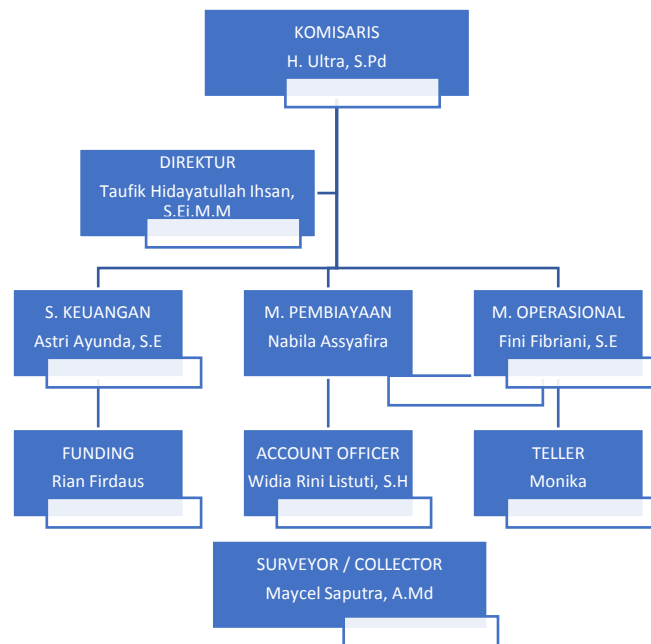 KOMISARIS
H. Ultra, S.Pd
DIREKTUR
Taufik Hidayatullah Ihsan,
S.Ei.M.M
S. KEUANGAN
Astri Ayunda, S.E
M. PEMBIAYAAN
Nabila Assyafira
M. OPERASIONAL
Fini Fibriani, S.E
FUNDING
Rian Firdaus
ACCOUNT OFFICER
Widia Rini Listuti, S.H
TELLER
Monika
SURVEYOR / COLLECTOR
Maycel Saputra, A.Md